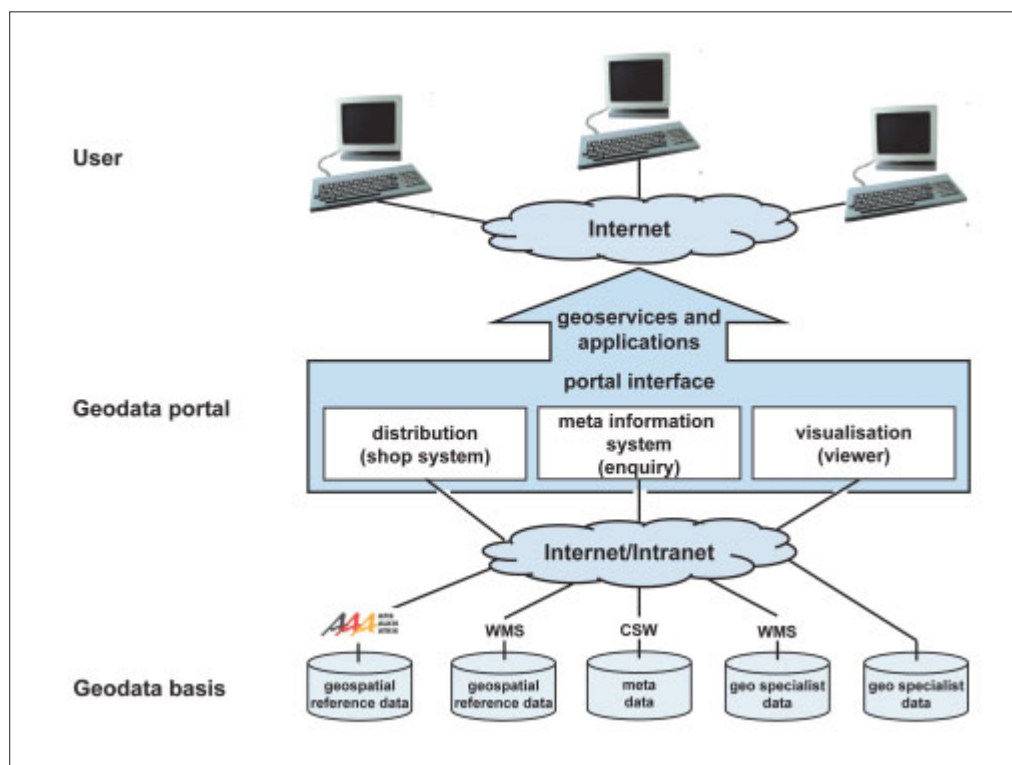 User
Internet
geoservices and
applications
portal interface
Geodata portal
distribution
(shop system)
meta information
system
(enquiry)
visualisation
(viewer)
Internet/Intranet
AAA
WMS
CSW
WMS
Geodata basis
geospatial
reference data
geospatial
reference data
meta
data
geo specialist
data
geo specialist
data